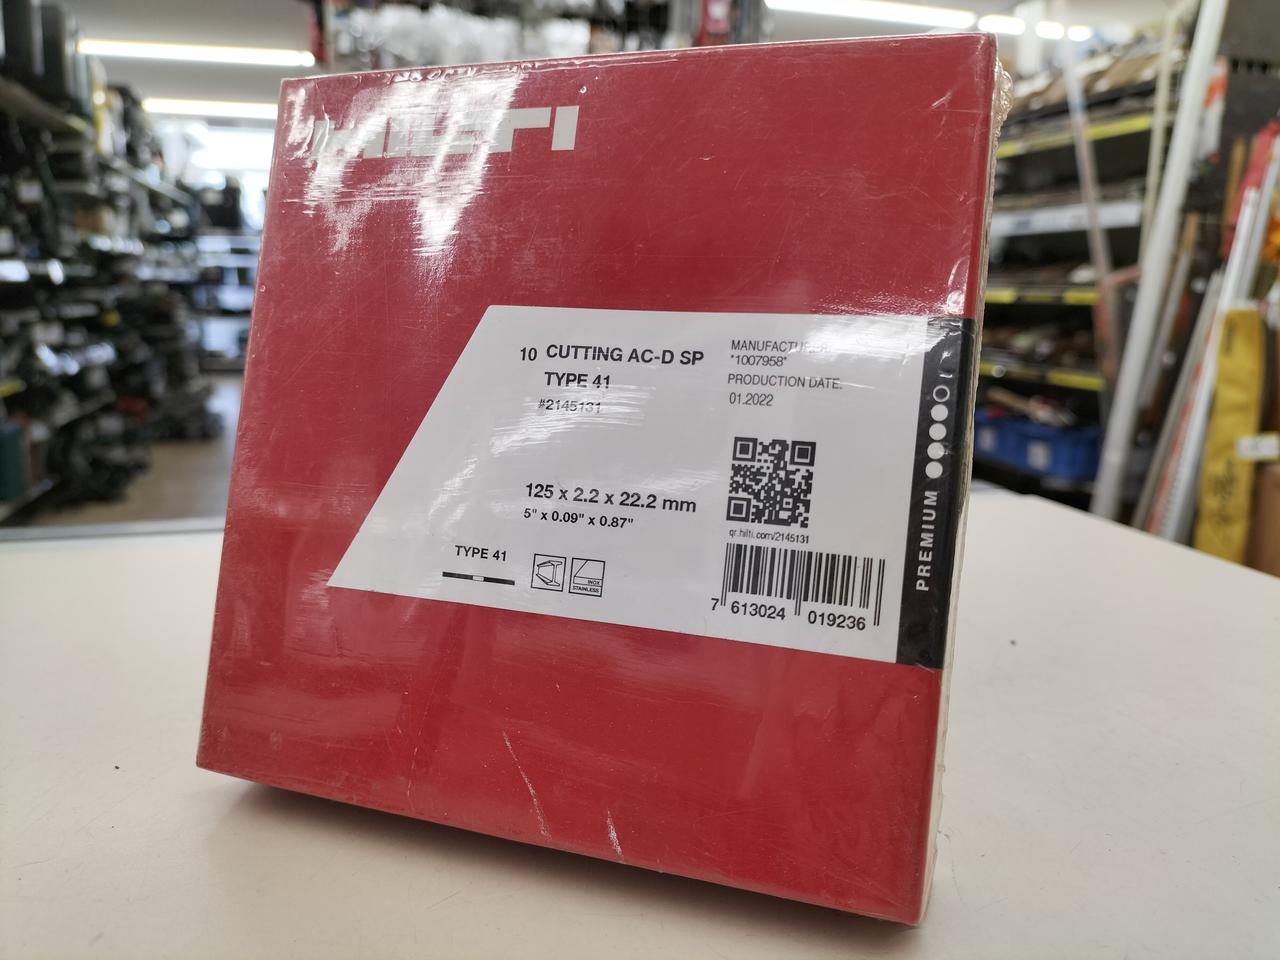 HILTI
10 CUTTING AC-D SP
TYPE 41
#2145131
125 x 2.2 x 22.2 mm
5" x 0.09" x 0.87"
TYPE 41
INOX
STAINLESS
MANUFACTURER
*1007958*
PRODUCTION DATE:
01.2022
qr.hilti.com/2145131
7 613024 019236
PREMIUM